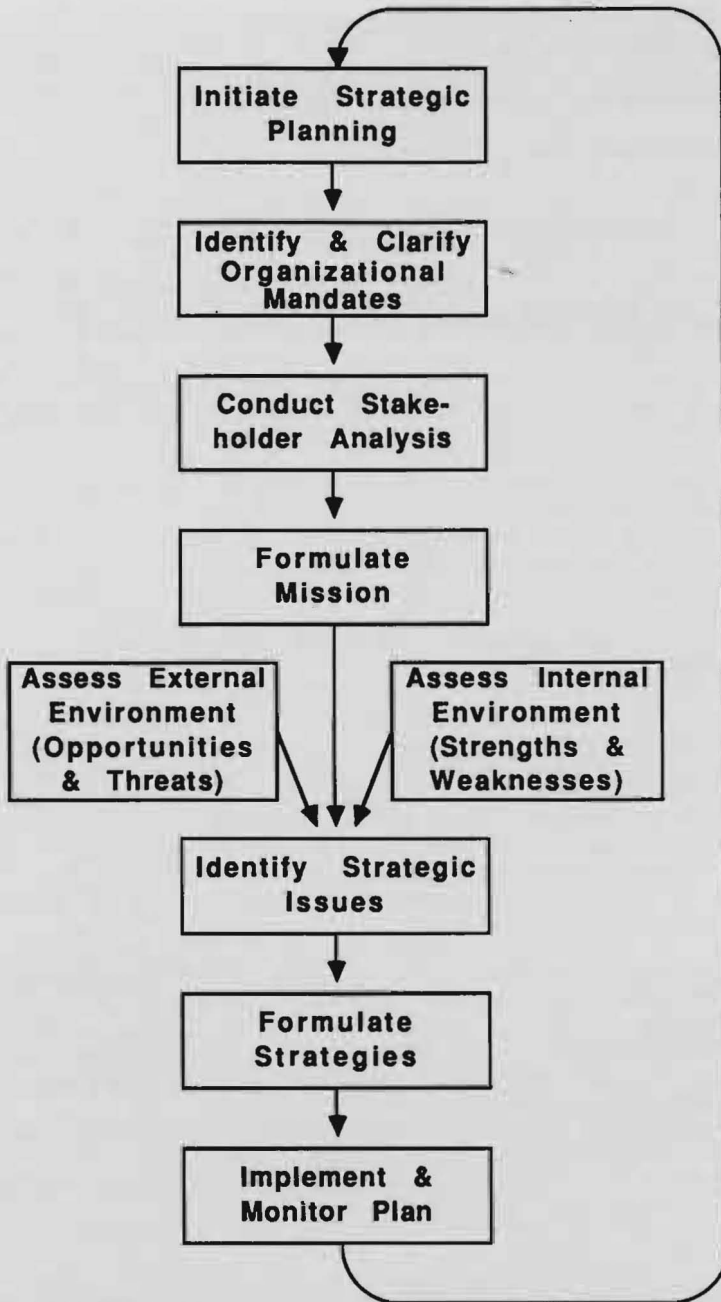 Initiate Strategic
Planning
Identify & Clarify
Organizational
Mandates
Conduct Stake-
holder Analysis
Formulate
Mission
Assess External
Environment
(Opportunities
& Threats)
Assess Internal
Environment
(Strengths &
Weaknesses)
Identify Strategic
Issues
Formulate
Strategies
Implement &
Monitor Plan